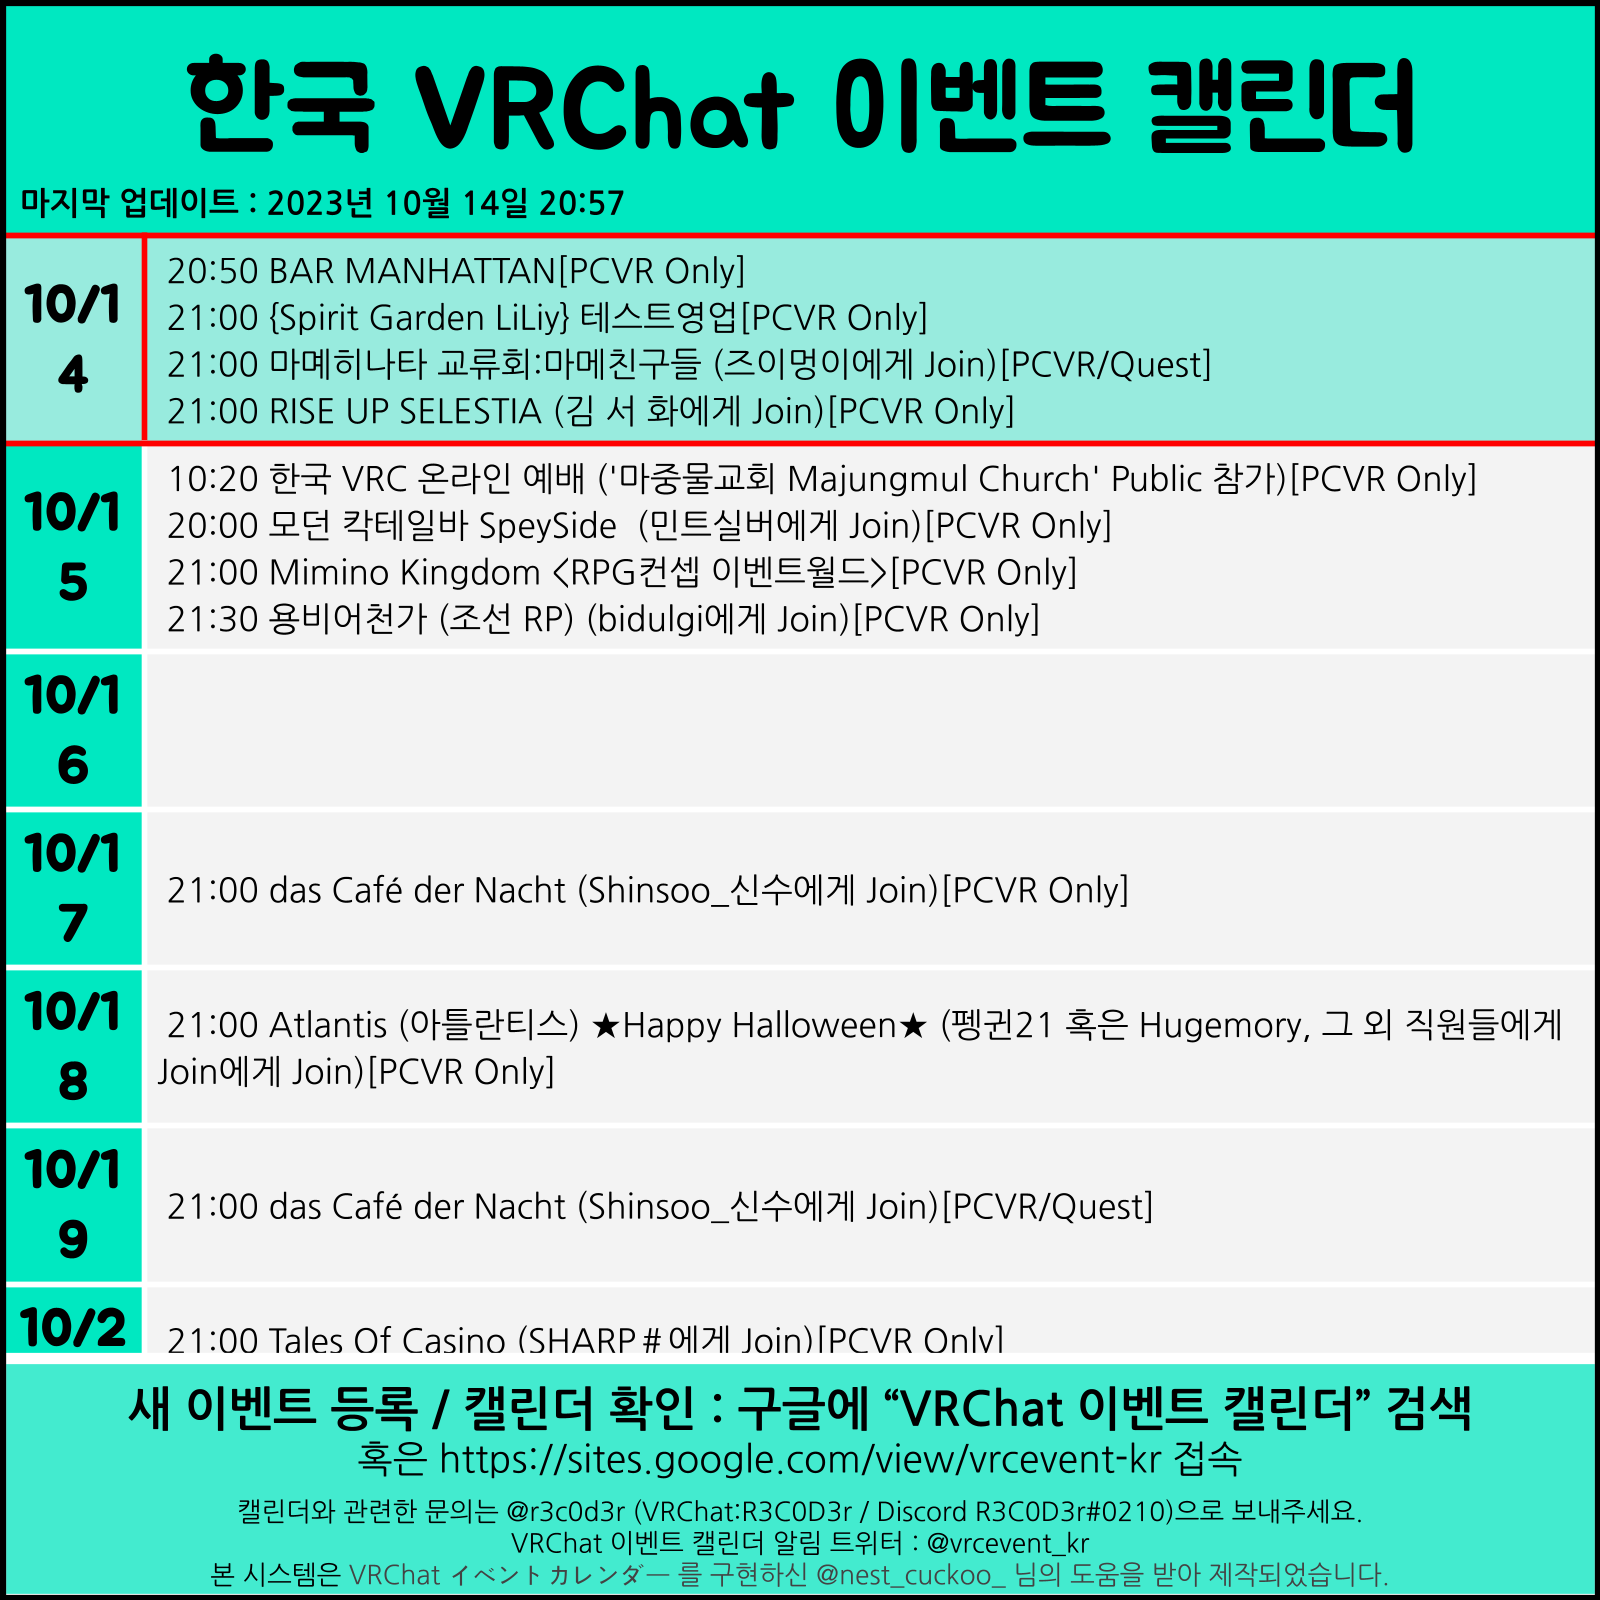 한국 VRChat 이벤트 캘린더
마지막 업데이트 : 2023년 10월 14일 20:57
10/1
4
20:50 BAR MANHATTAN[PCVR Only]
21:00 {Spirit Garden LiLiy} 테스트영업[PCVR Only]
21:00 마몌히나타 교류회:마메친구들 (즈이멍이에게 Join)[PCVR/Quest]
21:00 RISE UP SELESTIA (김 서 화에게 Join)[PCVR Only]
10/1
5
10:20 한국 VRC 온라인 예배 ('마중물교회 Majungmul Church' Public 참가)[PCVR Only]
20:00 모던 칵테일바 SpeySide  (민트실버에게 Join)[PCVR Only]
21:00 Mimino Kingdom <RPG컨셉 이벤트월드>[PCVR Only]
21:30 용비어천가 (조선 RP) (bidulgi에게 Join)[PCVR Only]
10/1
6
10/1
7
21:00 das Café der Nacht (Shinsoo_신수에게 Join)[PCVR Only]
10/1
8
21:00 Atlantis (아틀란티스) ★Happy Halloween★ (펭귄21 혹은 Hugemory, 그 외 직원들에게
Join에게 Join)[PCVR Only]
10/1
9
21:00 das Café der Nacht (Shinsoo_신수에게 Join)[PCVR/Quest]
10/2
21:00 Tales Of Casino (SHARP＃에게 Join)[PCVR Only]
새 이벤트 등록 / 캘린더 확인 : 구글에 “VRChat 이벤트 캘린더” 검색
혹은 https://sites.google.com/view/vrcevent-kr 접속
캘린더와 관련한 문의는 @r3c0d3r (VRChat:R3C0D3r / Discord R3C0D3r#0210)으로 보내주세요.
VRChat 이벤트 캘린더 알림 트위터 : @vrcevent_kr
본 시스템은 VRChat イベントカレンダー 를 구현하신 @nest_cuckoo_ 님의 도움을 받아 제작되었습니다.